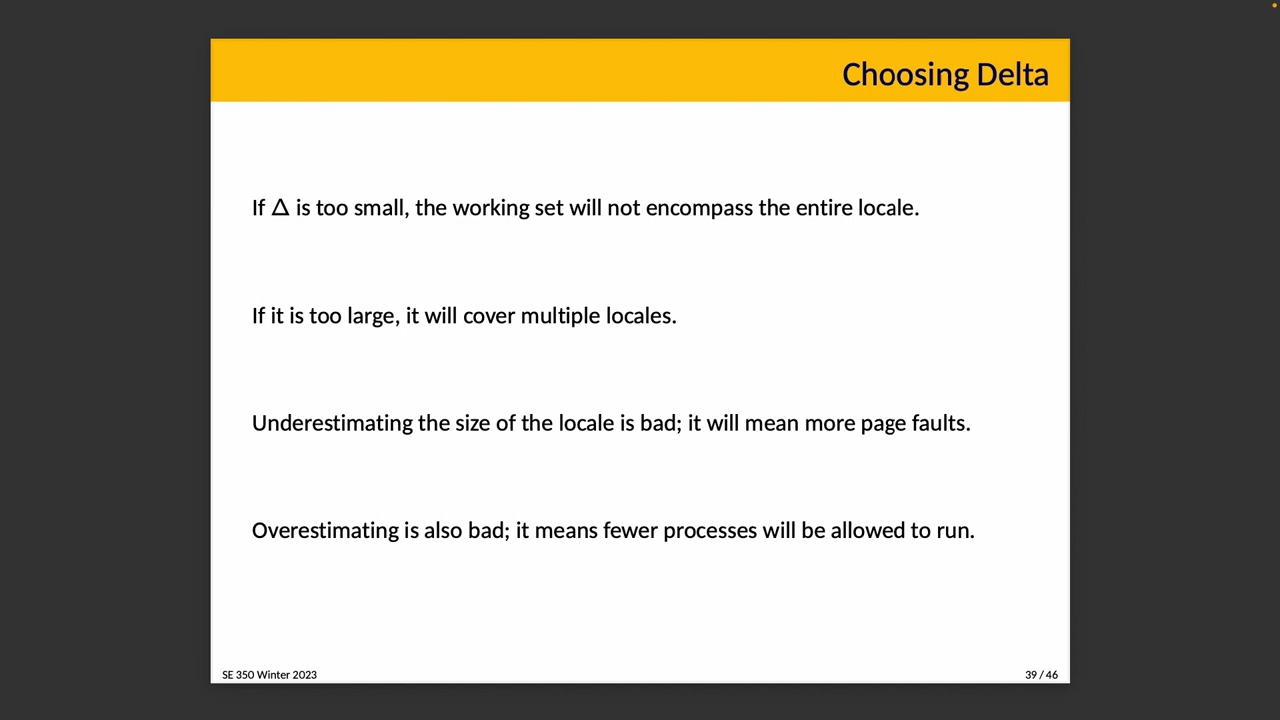 Choosing Delta
If Δ is too small, the working set will not encompass the entire locale.
If it is too large, it will cover multiple locales.
Underestimating the size of the locale is bad; it will mean more page faults.
Overestimating is also bad; it means fewer processes will be allowed to run.
SE 350 Winter 2023
39 / 46